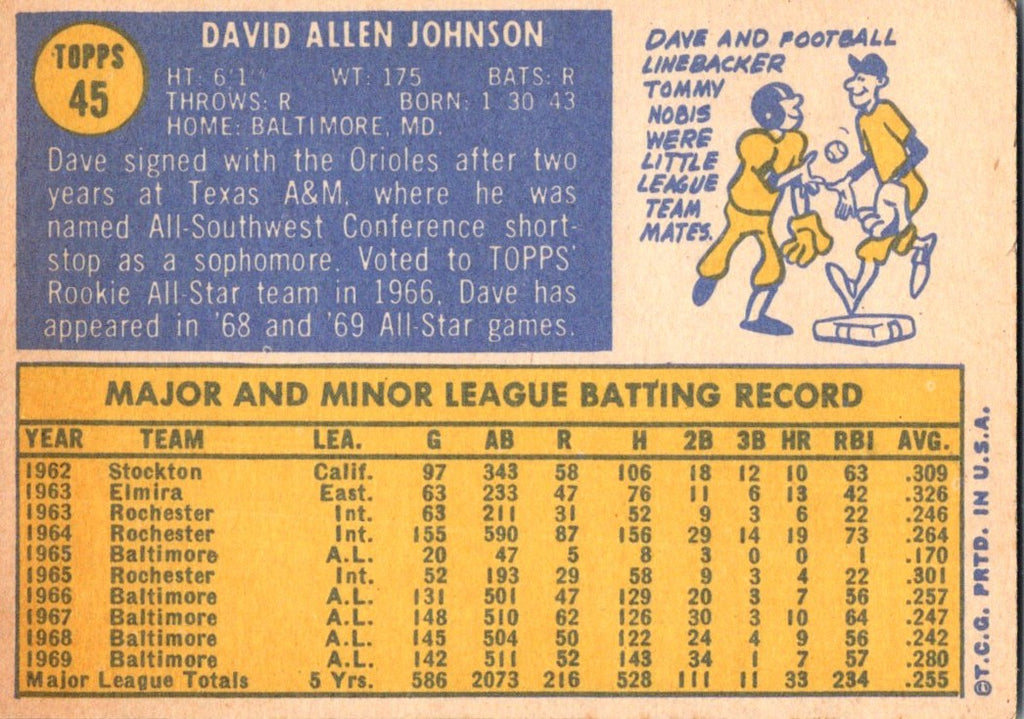 TOPPS
45
DAVID ALLEN JOHNSON
HT: 6'1" WT: 175 BATS: R
THROWS: R BORN: 1 30 43
HOME: BALTIMORE, MD.
Dave signed with the Orioles after two
years at Texas A&M, where he was
named All-Southwest Conference short-
stop as a sophomore. Voted to TOPPS'
Rookie All-Star team in 1966, Dave has
appeared in '68 and '69 All-Star games.
DAVE AND FOOTBALL
LINEBACKER
TOMMY
NOBIS
WERE
LITTLE
LEAGUE
TEAM
MATES.
MAJOR AND MINOR LEAGUE BATTING RECORD
YEAR TEAM LEA. G AB R H 2B 3B HR RBI AVG.
1962 Stockton Calif. 97 343 58 106 18 12 10 63 .309
1963 Elmira East. 63 233 47 76 11 6 13 42 .326
1963 Rochester Int. 63 211 31 52 9 3 6 22 .246
1964 Rochester Int. 155 590 87 156 29 14 19 73 .264
1965 Baltimore A.L. 20 47 5 8 3 0 0 1 .170
1965 Rochester Int. 52 193 29 58 9 3 4 22 .301
1966 Baltimore A.L. 131 501 47 129 20 3 7 56 .257
1967 Baltimore A.L. 148 510 62 126 30 3 10 64 .247
1968 Baltimore A.L. 145 504 50 122 24 4 9 56 .242
1969 Baltimore A.L. 142 511 52 143 34 1 7 57 .280
Major League Totals 5 Yrs. 586 2073 216 528 111 11 33 234 .255
©T.C.G. PRTD. IN U.S.A.